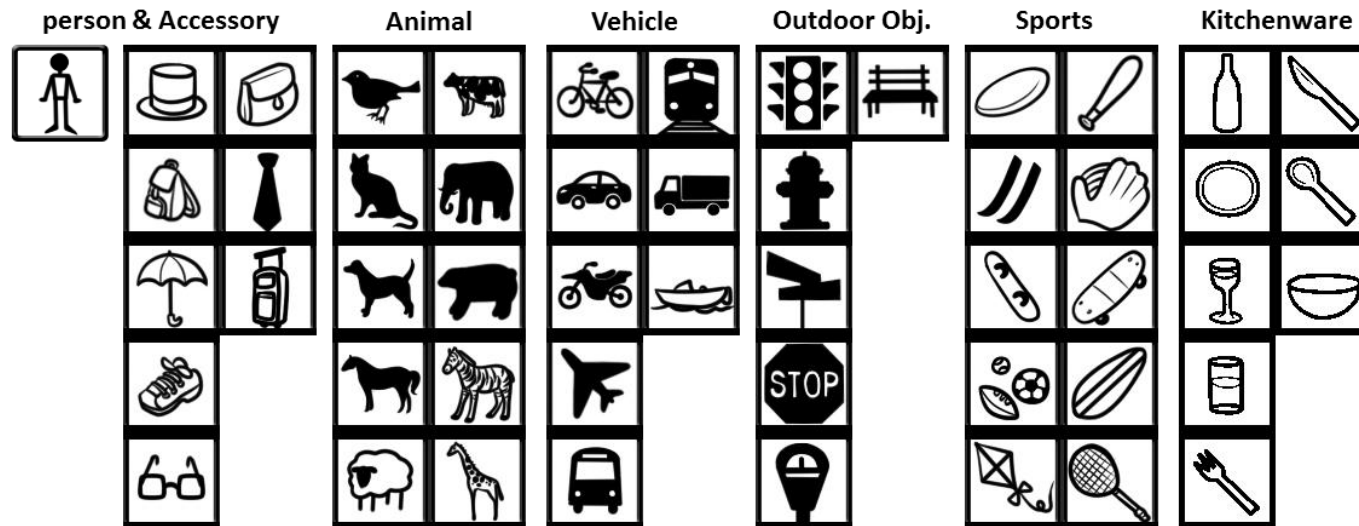 person & Accessory
Animal
Vehicle
Outdoor Obj.
Sports
Kitchenware
STOP